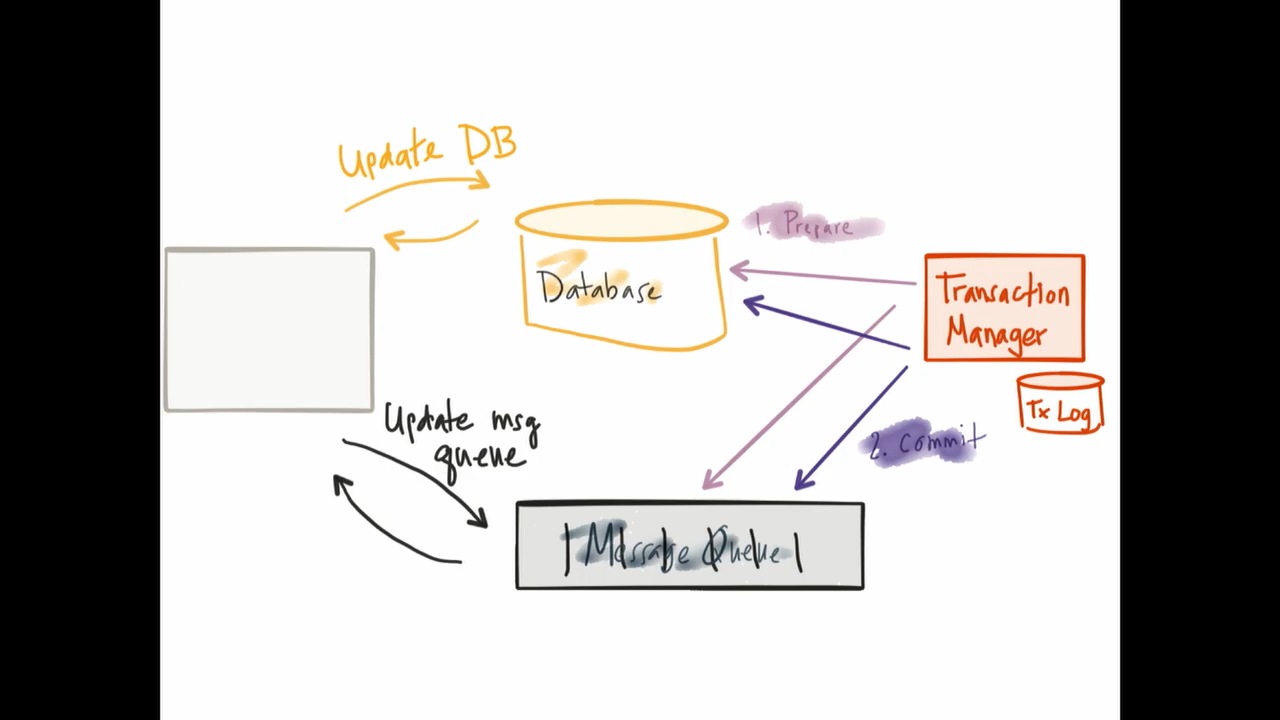 Update DB
1. Prepare
Database
Transaction
Manager
Tx Log
Update msg
queue
2. Commit
Message Queue